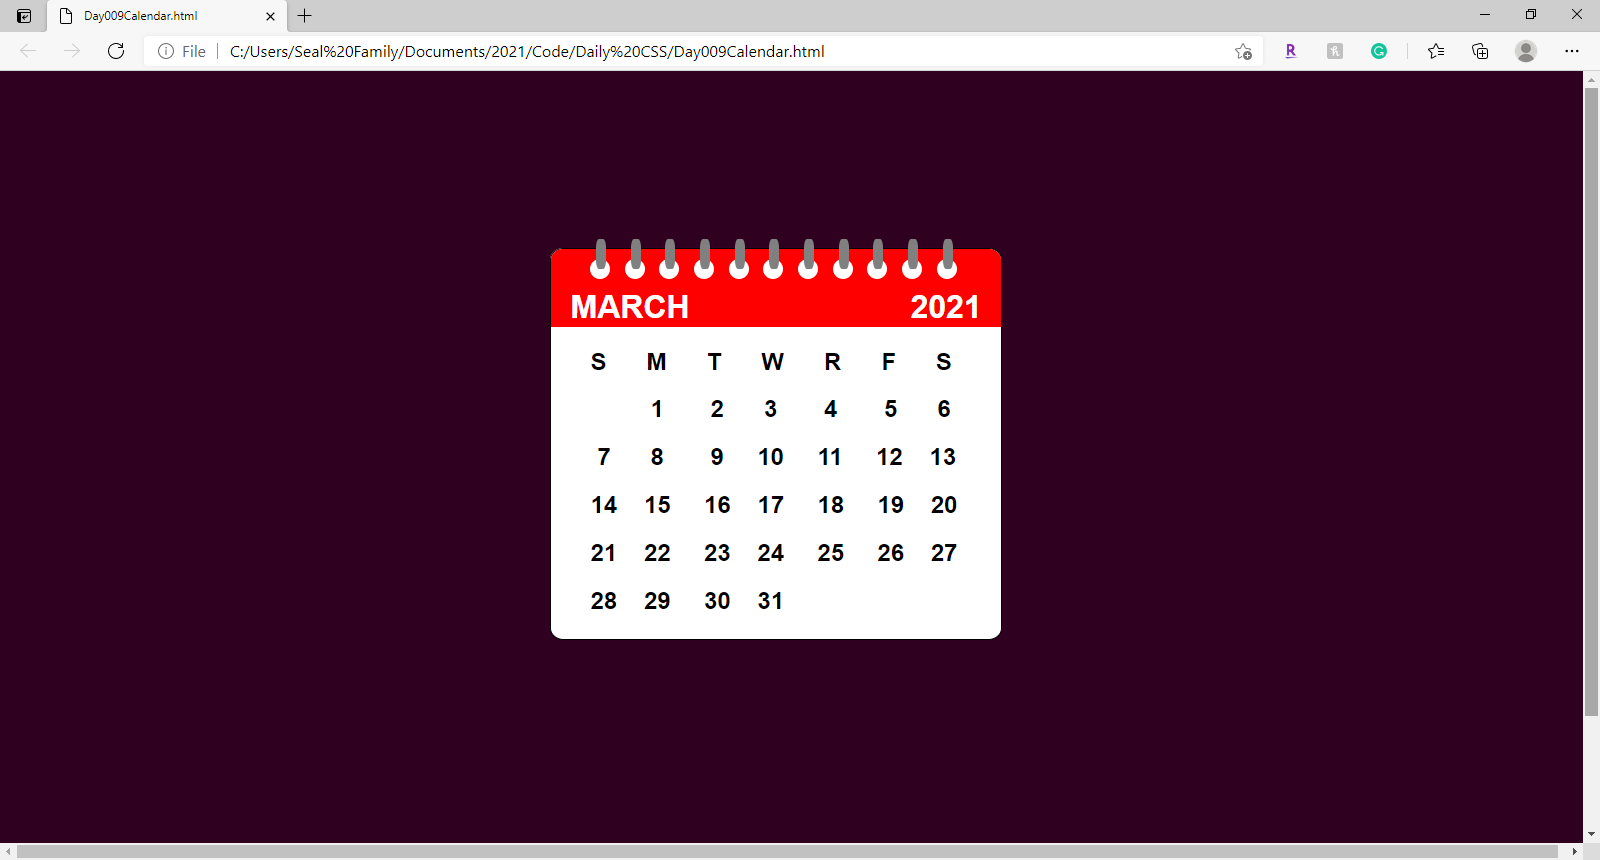 Day009Calendar.html
File C:/Users/Seal%20Family/Documents/2021/Code/Daily%20CSS/Day009Calendar.html
MARCH 2021
S M T W R F S
1 2 3 4 5 6
7 8 9 10 11 12 13
14 15 16 17 18 19 20
21 22 23 24 25 26 27
28 29 30 31